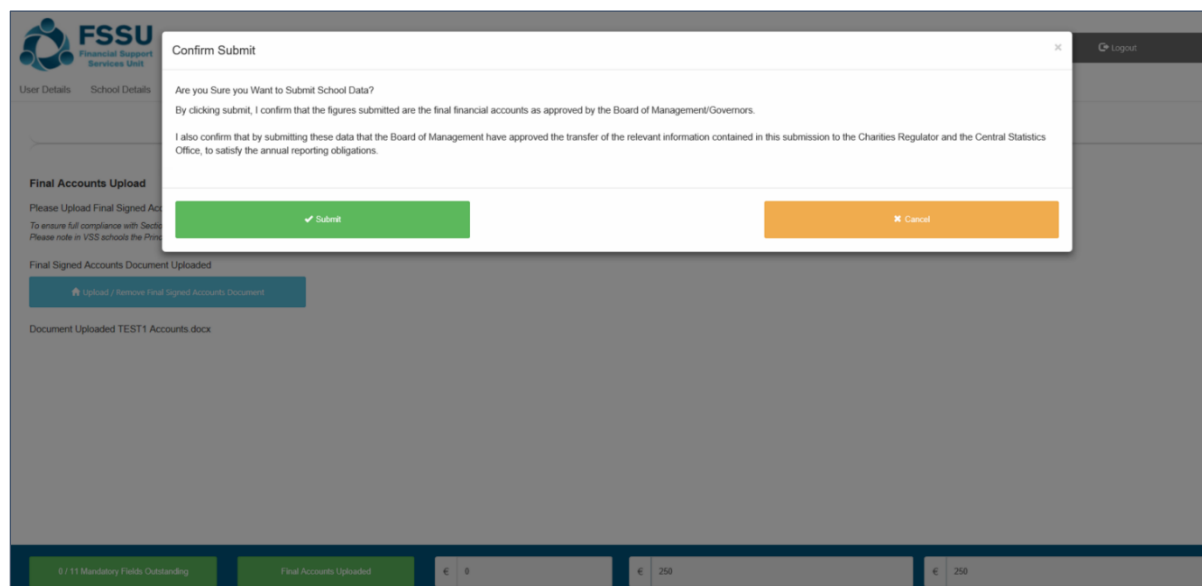 FSSU
Financial Support
Services Unit
Confirm Submit
×
Logout
User Details School Details
Are you Sure you Want to Submit School Data?
By clicking submit, I confirm that the figures submitted are the final financial accounts as approved by the Board of Management/Governors.
I also confirm that by submitting these data that the Board of Management have approved the transfer of the relevant information contained in this submission to the Charities Regulator and the Central Statistics
Office, to satisfy the annual reporting obligations.
Submit
Cancel
Final Accounts Upload
Please Upload Final Signed Acc
To ensure full compliance with Sectio
Please note in VSS schools the Princ
Final Signed Accounts Document Uploaded
Upload / Remove Final Signed Accounts Document
Document Uploaded TEST1 Accounts.docx
0 / 11 Mandatory Fields Outstanding
Final Accounts Uploaded
€ 0
€ 250
€ 250